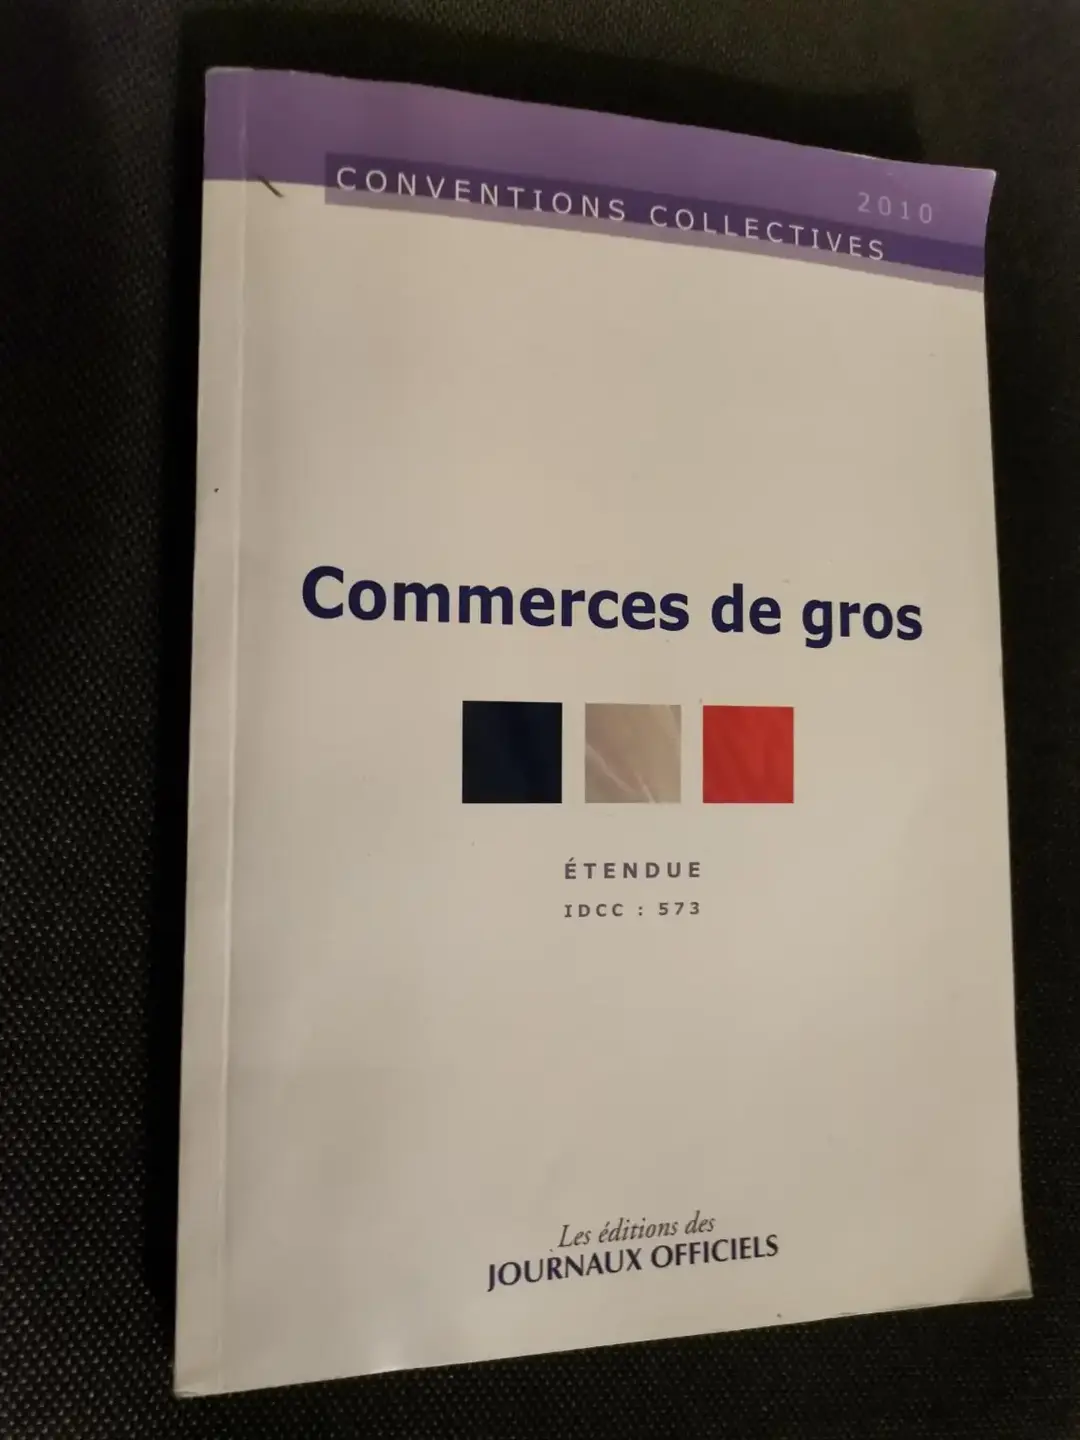 2010
CONVENTIONS COLLECTIVES
Commerces de gros
ÉTENDUE
IDCC : 573
Les éditions des
JOURNAUX OFFICIELS